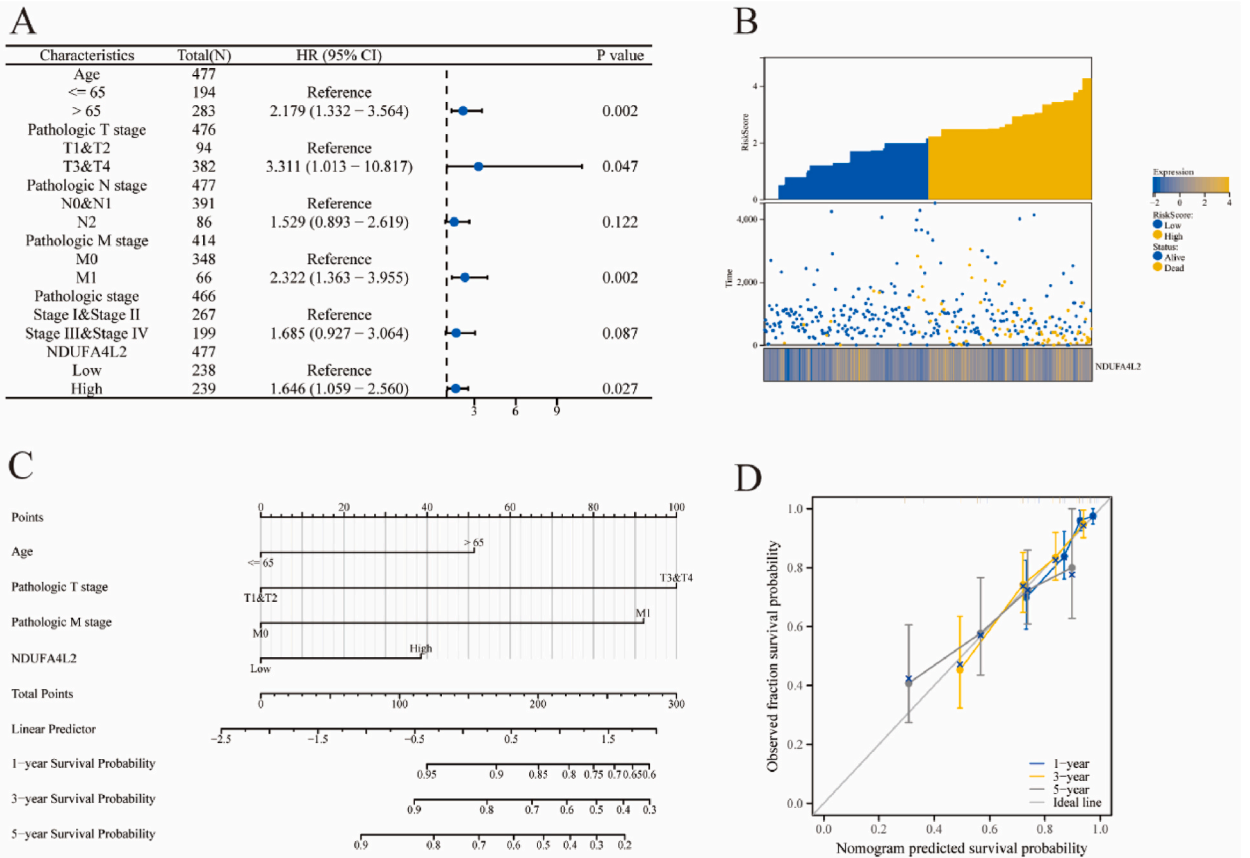 A
Characteristics Total(N) HR (95% CI) P value
Age 477
<= 65 194 Reference
> 65 283 2.179 (1.332 − 3.564) 0.002
Pathologic T stage 476
T1&T2 94 Reference
T3&T4 382 3.311 (1.013 − 10.817) 0.047
Pathologic N stage 477
N0&N1 391 Reference
N2 86 1.529 (0.893 − 2.619) 0.122
Pathologic M stage 414
M0 348 Reference
M1 66 2.322 (1.363 − 3.955) 0.002
Pathologic stage 466
Stage I&Stage II 267 Reference
Stage III&Stage IV 199 1.685 (0.927 − 3.064) 0.087
NDUFA4L2 477
Low 238 Reference
High 239 1.646 (1.059 − 2.560) 0.027
3 6 9
B
RiskScore
4
2
0
Time
4,000
2,000
0
NDUFA4L2
Expression
−2 0 2 4
RiskScore:
Low
High
Status:
Alive
Dead
C
Points
0 20 40 60 80 100
Age
<= 65 > 65
Pathologic T stage
T1&T2 T3&T4
Pathologic M stage
M0 M1
NDUFA4L2
Low High
Total Points
0 100 200 300
Linear Predictor
−2.5 −1.5 −0.5 0.5 1.5
1−year Survival Probability
0.95 0.9 0.85 0.8 0.75 0.7 0.65 0.6
3−year Survival Probability
0.9 0.8 0.7 0.6 0.5 0.4 0.3
5−year Survival Probability
0.9 0.8 0.7 0.6 0.5 0.4 0.3 0.2
D
Observed fraction survival probability
1.0
0.8
0.6
0.4
0.2
0.0
0.0 0.2 0.4 0.6 0.8 1.0
Nomogram predicted survival probability
1−year
3−year
5−year
Ideal line